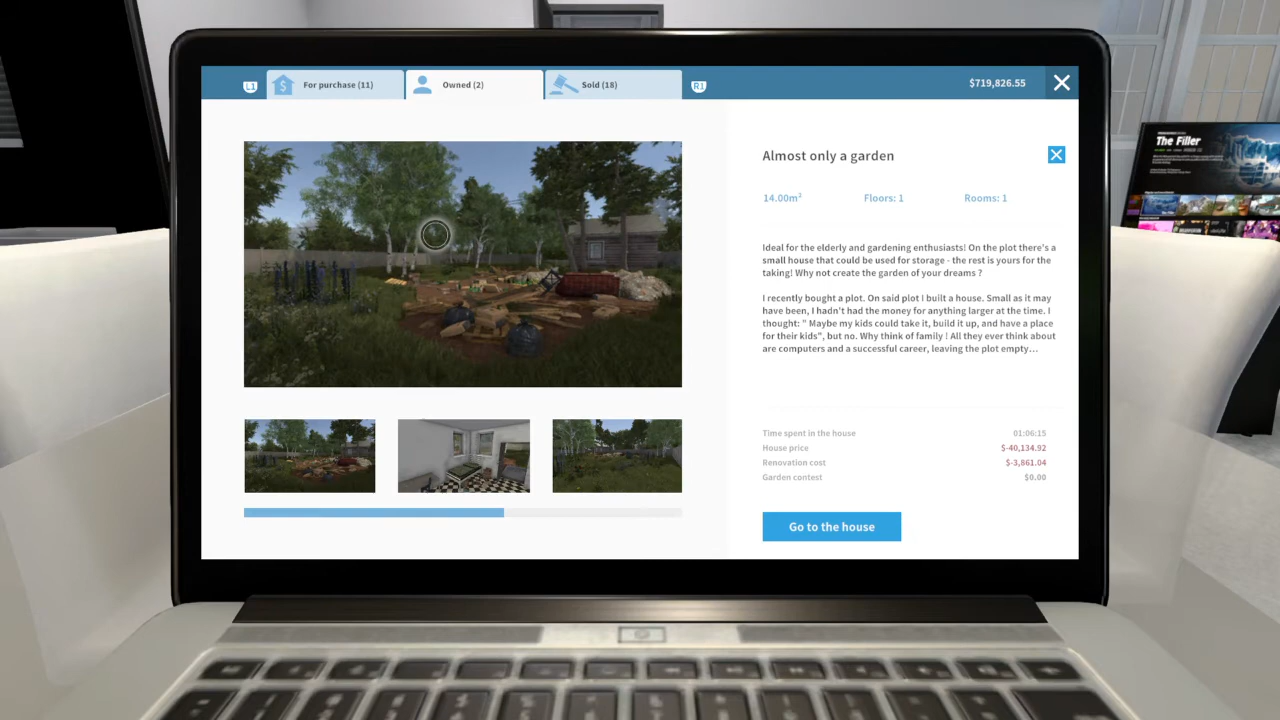 L1
For purchase (11)
Owned (2)
Sold (18)
R1
$719,826.55
The Filler
Almost only a garden
14.00m²
Floors: 1
Rooms: 1
Ideal for the elderly and gardening enthusiasts! On the plot there's a
small house that could be used for storage - the rest is yours for the
taking! Why not create the garden of your dreams ?
I recently bought a plot. On said plot I built a house. Small as it may
have been, I hadn't had the money for anything larger at the time. I
thought: " Maybe my kids could take it, build it up, and have a place
for their kids", but no. Why think of family ! All they ever think about
are computers and a successful career, leaving the plot empty...
Time spent in the house 01:06:15
House price $-40,134.92
Renovation cost $-3,861.04
Garden contest $0.00
Go to the house